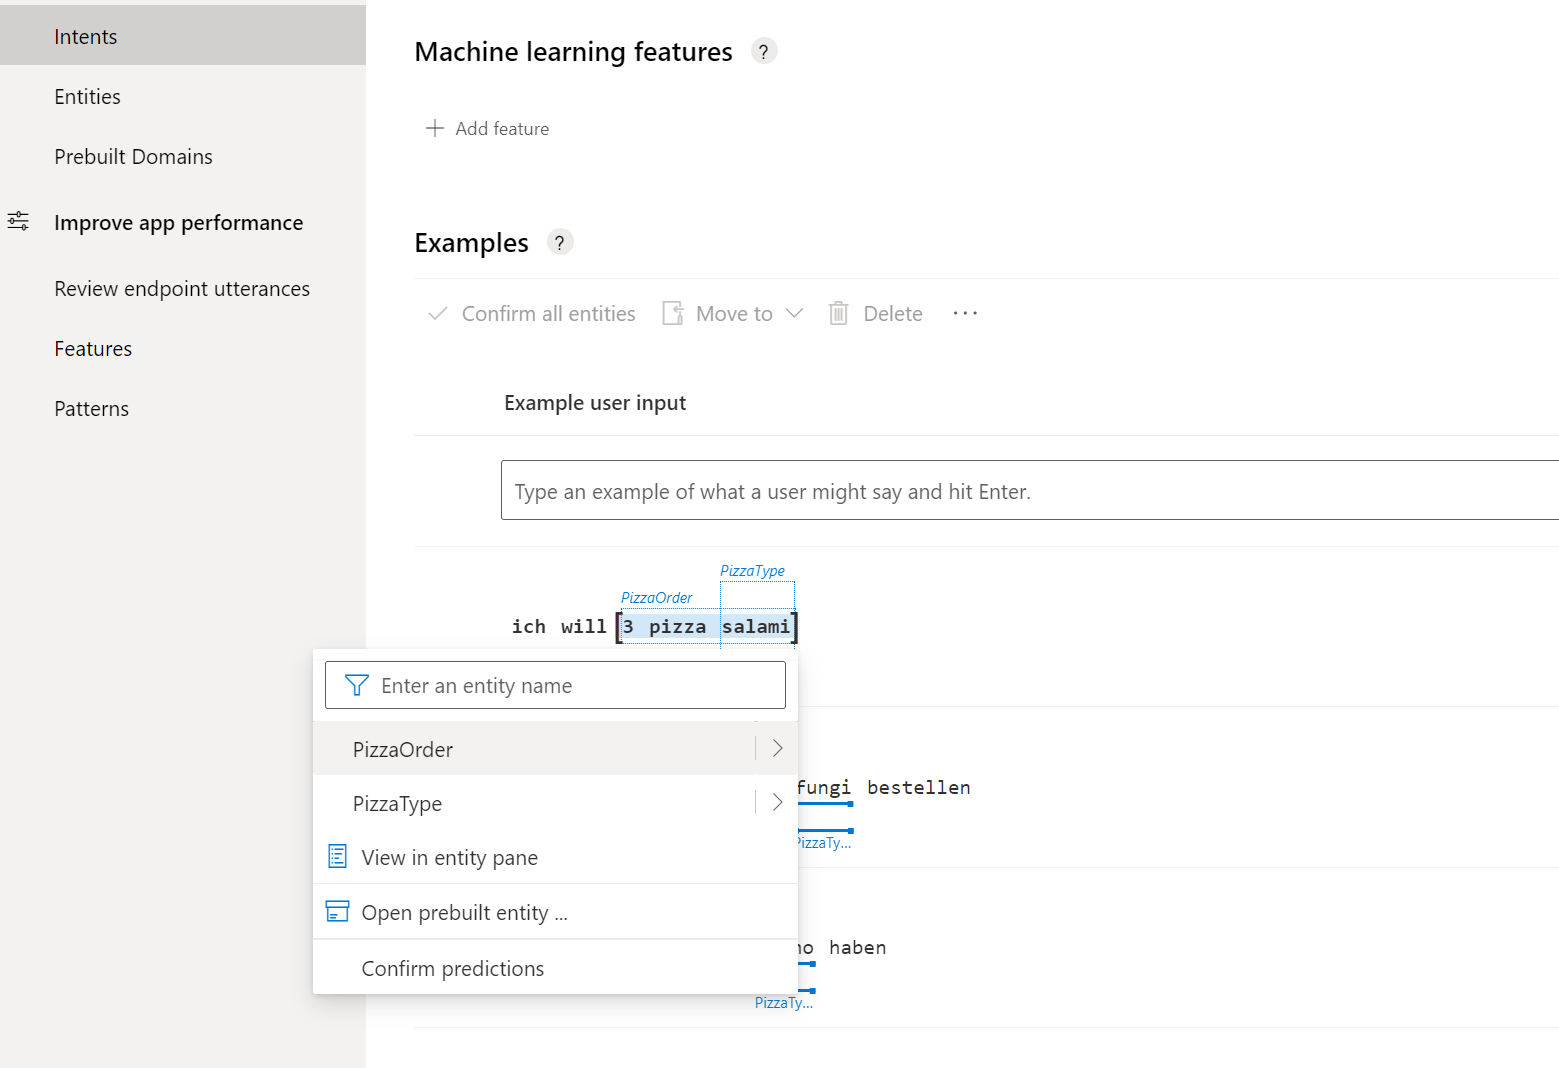 Intents
Entities
Prebuilt Domains
Improve app performance
Review endpoint utterances
Features
Patterns
Machine learning features ?
Add feature
Examples ?
Confirm all entities Move to Delete ...
Example user input
Type an example of what a user might say and hit Enter.
PizzaType
PizzaOrder
ich will [3 pizza salami]
Enter an entity name
PizzaOrder
PizzaType
View in entity pane
Open prebuilt entity ...
Confirm predictions
fungi bestellen
PizzaTy...
haben
PizzaTy...